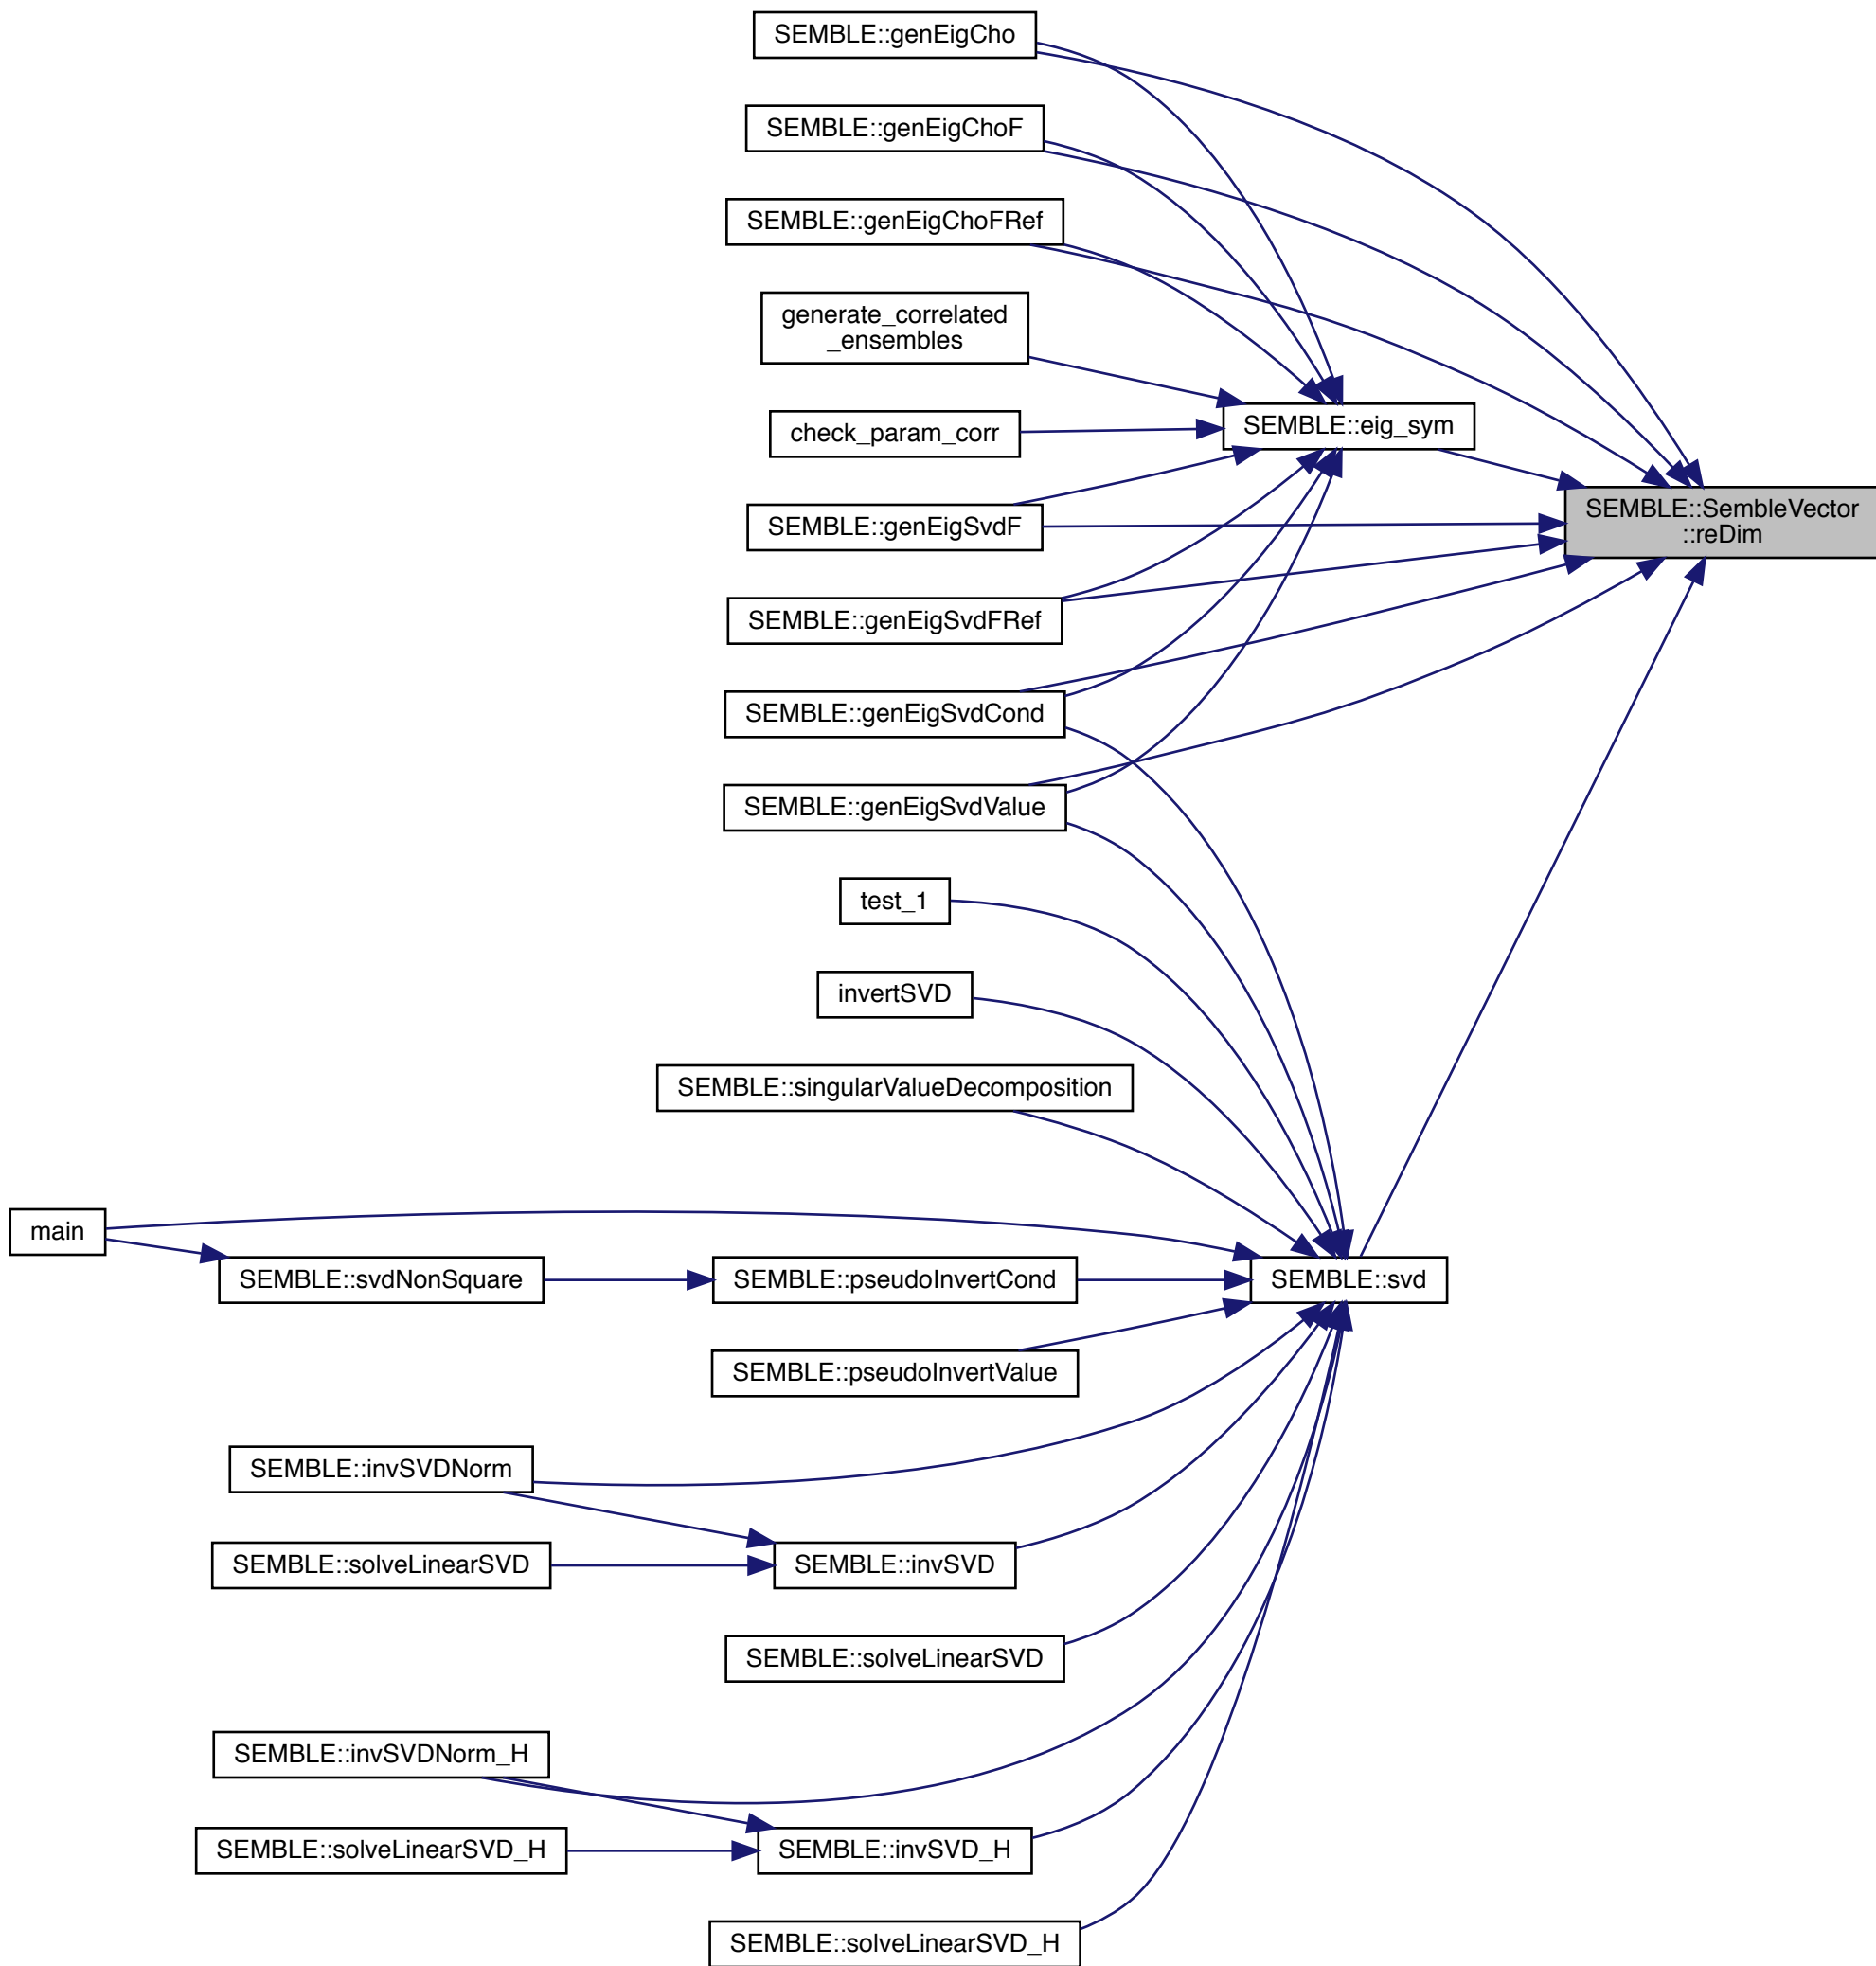 SEMBLE::genEigCho
SEMBLE::genEigChoF
SEMBLE::genEigChoFRef
generate_correlated
_ensembles
check_param_corr
SEMBLE::eig_sym
SEMBLE::SembleVector
::reDim
SEMBLE::genEigSvdF
SEMBLE::genEigSvdFRef
SEMBLE::genEigSvdCond
SEMBLE::genEigSvdValue
test_1
invertSVD
SEMBLE::singularValueDecomposition
main
SEMBLE::svdNonSquare
SEMBLE::pseudoInvertCond
SEMBLE::svd
SEMBLE::pseudoInvertValue
SEMBLE::invSVDNorm
SEMBLE::solveLinearSVD
SEMBLE::invSVD
SEMBLE::solveLinearSVD
SEMBLE::invSVDNorm_H
SEMBLE::solveLinearSVD_H
SEMBLE::invSVD_H
SEMBLE::solveLinearSVD_H